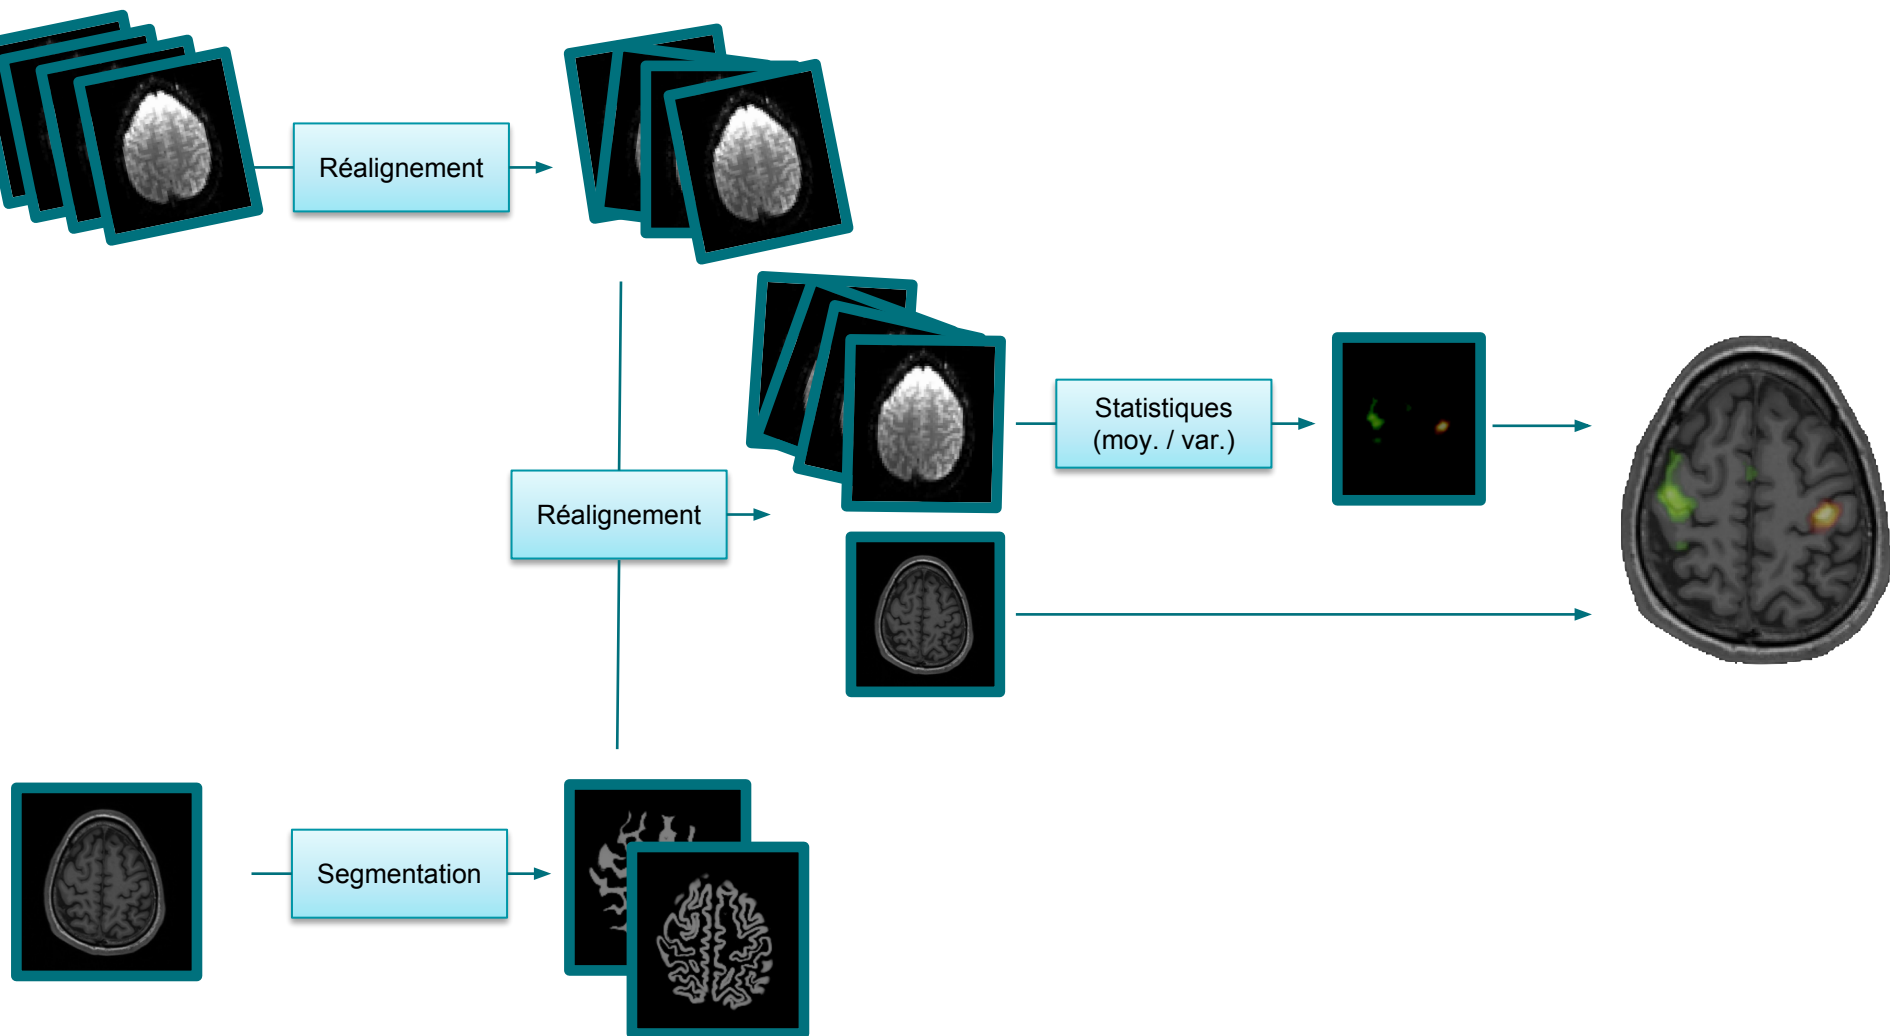 Réalignement
Statistiques
(moy. / var.)
Réalignement
Segmentation